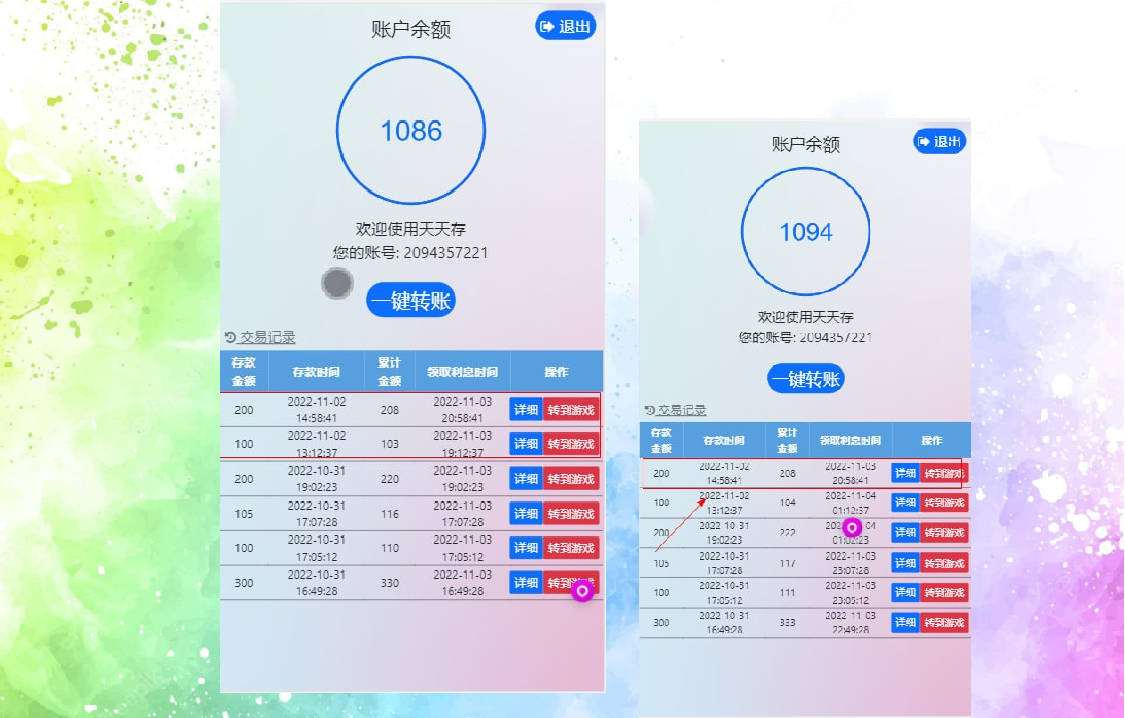 账户余额
退出
1086
欢迎使用天天存
您的账号: 2094357221
一键转账
交易记录
存款金额 存款时间 累计金额 领取利息时间 操作
200 2022-11-02 14:58:41 208 2022-11-03 20:58:41 详细 转到游戏
100 2022-11-02 13:12:37 103 2022-11-03 19:12:37 详细 转到游戏
200 2022-10-31 19:02:23 220 2022-11-03 19:02:23 详细 转到游戏
105 2022-10-31 17:07:28 116 2022-11-03 17:07:28 详细 转到游戏
100 2022-10-31 17:05:12 110 2022-11-03 17:05:12 详细 转到游戏
300 2022-10-31 16:49:28 330 2022-11-03 16:49:28 详细 转到游戏
账户余额
退出
1094
欢迎使用天天存
您的账号: 2094357221
一键转账
交易记录
存款金额 存款时间 累计金额 领取利息时间 操作
200 2022-11-02 14:58:41 208 2022-11-03 20:58:41 详细 转到游戏
100 2022-11-02 13:12:37 104 2022-11-04 01:12:37 详细 转到游戏
200 2022-10-31 19:02:23 222 04 详细 转到游戏
105 2022-10-31 17:07:28 117 2022-11-03 23:07:28 详细 转到游戏
100 2022-10-31 17:05:12 111 2022-11-03 23:05:12 详细 转到游戏
300 2022-10-31 16:49:28 333 2022-11-03 22:49:28 详细 转到游戏